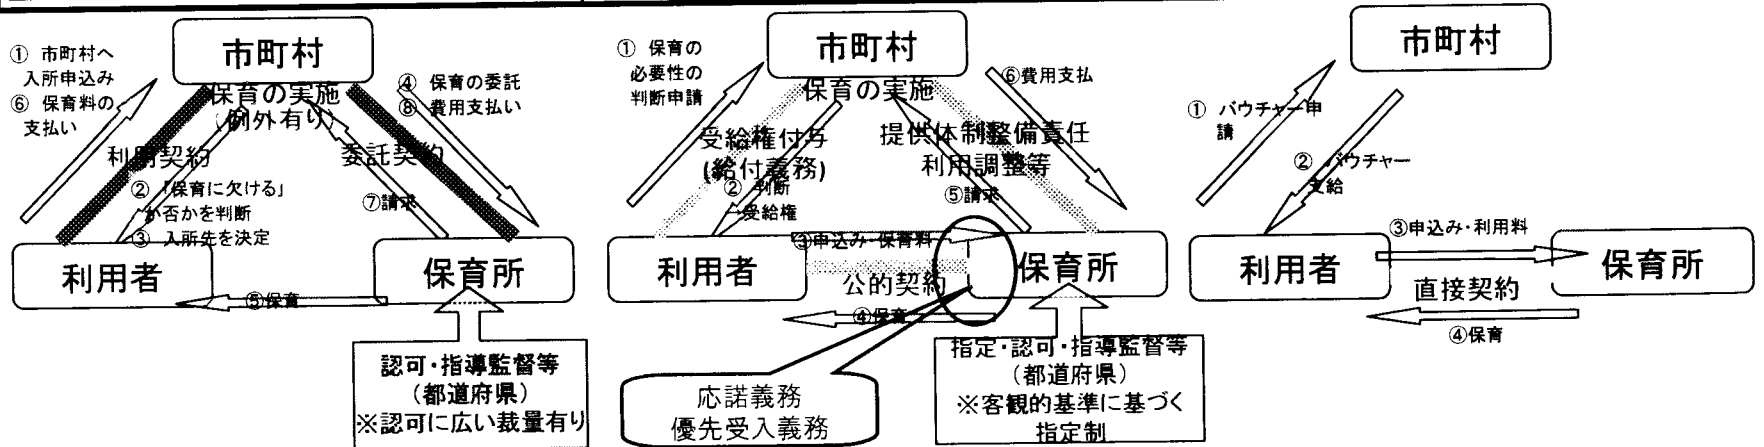 市町村
① 市町村へ
入所申込み
⑥ 保育料の
支払い
保育の実施
(例外有り)
④ 保育の委託
⑧ 費用支払い
利用契約
委託契約
② 「保育に欠ける」
か否かを判断
③ 入所先を決定
⑦請求
利用者
保育所
⑤保育
認可・指導監督等
(都道府県)
※認可に広い裁量有り
市町村
① 保育の
必要性の
判断申請
保育の実施
⑥費用支払
受給権付与
(給付義務)
提供体制整備責任
利用調整等
② 判断
→受給権
⑤請求
利用者
③申込み・保育料
保育所
公的契約
④保育
応諾義務
優先受入義務
指定・認可・指導監督等
(都道府県)
※客観的基準に基づく
指定制
市町村
① バウチャー申
請
② バウチャー
支給
利用者
③申込み・利用料
保育所
直接契約
④保育